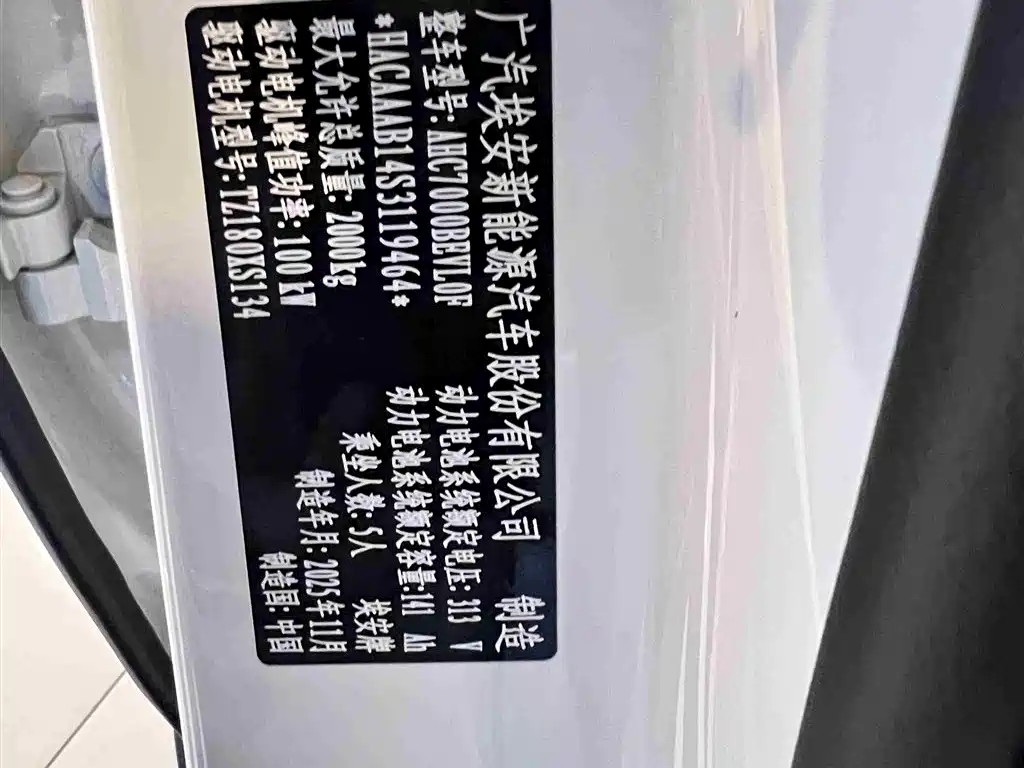 广汽埃安新能源汽车股份有限公司 制造
整车型号: AHC7000BEVL0F 动力电池系统额定电压: 313 V
*HACAAAB14S3119464* 动力电池系统额定容量:141 Ah
最大允许总质量: 2000kg 乘坐人数: 5人 埃安牌
驱动电机峰值功率: 100 kW 制造年月: 2025年11月
驱动电机型号: TZ180XS134 制造国: 中国